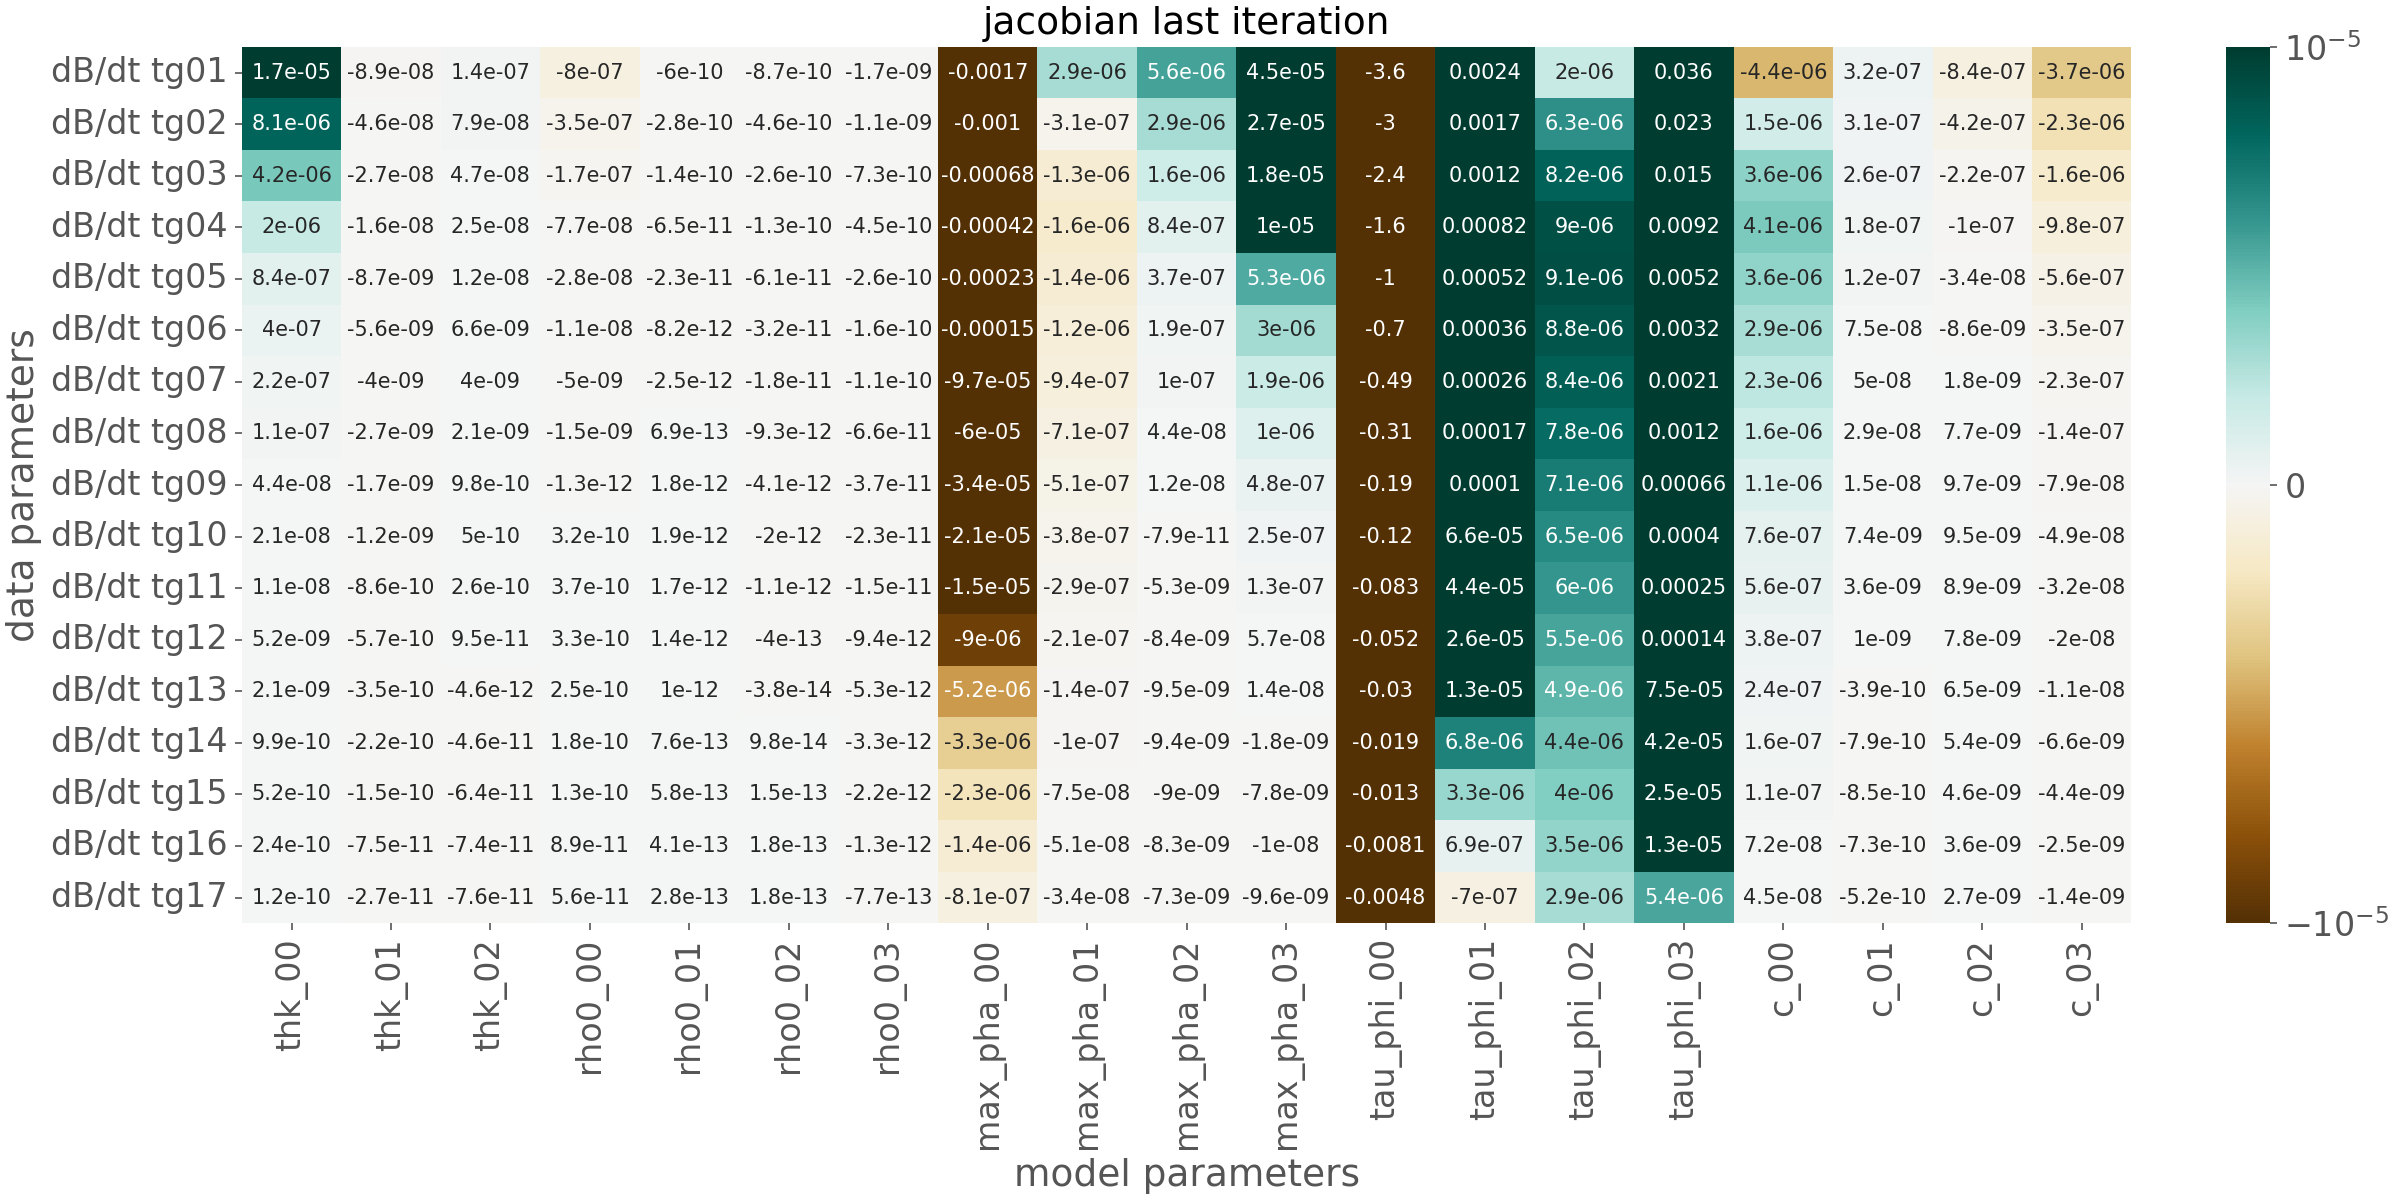 jacobian last iteration
dB/dt tg01 1.7e-05 -8.9e-08 1.4e-07 -8e-07 -6e-10 -8.7e-10 -1.7e-09 -0.0017 2.9e-06 5.6e-06 4.5e-05 -3.6 0.0024 2e-06 0.036 -4.4e-06 3.2e-07 -8.4e-07 -3.7e-06
dB/dt tg02 8.1e-06 -4.6e-08 7.9e-08 -3.5e-07 -2.8e-10 -4.6e-10 -1.1e-09 -0.001 -3.1e-07 2.9e-06 2.7e-05 -3 0.0017 6.3e-06 0.023 1.5e-06 3.1e-07 -4.2e-07 -2.3e-06
dB/dt tg03 4.2e-06 -2.7e-08 4.7e-08 -1.7e-07 -1.4e-10 -2.6e-10 -7.3e-10 -0.00068 -1.3e-06 1.6e-06 1.8e-05 -2.4 0.0012 8.2e-06 0.015 3.6e-06 2.6e-07 -2.2e-07 -1.6e-06
dB/dt tg04 2e-06 -1.6e-08 2.5e-08 -7.7e-08 -6.5e-11 -1.3e-10 -4.5e-10 -0.00042 -1.6e-06 8.4e-07 1e-05 -1.6 0.00082 9e-06 0.0092 4.1e-06 1.8e-07 -1e-07 -9.8e-07
dB/dt tg05 8.4e-07 -8.7e-09 1.2e-08 -2.8e-08 -2.3e-11 -6.1e-11 -2.6e-10 -0.00023 -1.4e-06 3.7e-07 5.3e-06 -1 0.00052 9.1e-06 0.0052 3.6e-06 1.2e-07 -3.4e-08 -5.6e-07
dB/dt tg06 4e-07 -5.6e-09 6.6e-09 -1.1e-08 -8.2e-12 -3.2e-11 -1.6e-10 -0.00015 -1.2e-06 1.9e-07 3e-06 -0.7 0.00036 8.8e-06 0.0032 2.9e-06 7.5e-08 -8.6e-09 -3.5e-07
dB/dt tg07 2.2e-07 -4e-09 4e-09 -5e-09 -2.5e-12 -1.8e-11 -1.1e-10 -9.7e-05 -9.4e-07 1e-07 1.9e-06 -0.49 0.00026 8.4e-06 0.0021 2.3e-06 5e-08 1.8e-09 -2.3e-07
dB/dt tg08 1.1e-07 -2.7e-09 2.1e-09 -1.5e-09 6.9e-13 -9.3e-12 -6.6e-11 -6e-05 -7.1e-07 4.4e-08 1e-06 -0.31 0.00017 7.8e-06 0.0012 1.6e-06 2.9e-08 7.7e-09 -1.4e-07
dB/dt tg09 4.4e-08 -1.7e-09 9.8e-10 -1.3e-12 1.8e-12 -4.1e-12 -3.7e-11 -3.4e-05 -5.1e-07 1.2e-08 4.8e-07 -0.19 0.0001 7.1e-06 0.00066 1.1e-06 1.5e-08 9.7e-09 -7.9e-08
dB/dt tg10 2.1e-08 -1.2e-09 5e-10 3.2e-10 1.9e-12 -2e-12 -2.3e-11 -2.1e-05 -3.8e-07 -7.9e-11 2.5e-07 -0.12 6.6e-05 6.5e-06 0.0004 7.6e-07 7.4e-09 9.5e-09 -4.9e-08
dB/dt tg11 1.1e-08 -8.6e-10 2.6e-10 3.7e-10 1.7e-12 -1.1e-12 -1.5e-11 -1.5e-05 -2.9e-07 -5.3e-09 1.3e-07 -0.083 4.4e-05 6e-06 0.00025 5.6e-07 3.6e-09 8.9e-09 -3.2e-08
dB/dt tg12 5.2e-09 -5.7e-10 9.5e-11 3.3e-10 1.4e-12 -4e-13 -9.4e-12 -9e-06 -2.1e-07 -8.4e-09 5.7e-08 -0.052 2.6e-05 5.5e-06 0.00014 3.8e-07 1e-09 7.8e-09 -2e-08
dB/dt tg13 2.1e-09 -3.5e-10 -4.6e-12 2.5e-10 1e-12 -3.8e-14 -5.3e-12 -5.2e-06 -1.4e-07 -9.5e-09 1.4e-08 -0.03 1.3e-05 4.9e-06 7.5e-05 2.4e-07 -3.9e-10 6.5e-09 -1.1e-08
dB/dt tg14 9.9e-10 -2.2e-10 -4.6e-11 1.8e-10 7.6e-13 9.8e-14 -3.3e-12 -3.3e-06 -1e-07 -9.4e-09 -1.8e-09 -0.019 6.8e-06 4.4e-06 4.2e-05 1.6e-07 -7.9e-10 5.4e-09 -6.6e-09
dB/dt tg15 5.2e-10 -1.5e-10 -6.4e-11 1.3e-10 5.8e-13 1.5e-13 -2.2e-12 -2.3e-06 -7.5e-08 -9e-09 -7.8e-09 -0.013 3.3e-06 4e-06 2.5e-05 1.1e-07 -8.5e-10 4.6e-09 -4.4e-09
dB/dt tg16 2.4e-10 -7.5e-11 -7.4e-11 8.9e-11 4.1e-13 1.8e-13 -1.3e-12 -1.4e-06 -5.1e-08 -8.3e-09 -1e-08 -0.0081 6.9e-07 3.5e-06 1.3e-05 7.2e-08 -7.3e-10 3.6e-09 -2.5e-09
dB/dt tg17 1.2e-10 -2.7e-11 -7.6e-11 5.6e-11 2.8e-13 1.8e-13 -7.7e-13 -8.1e-07 -3.4e-08 -7.3e-09 -9.6e-09 -0.0048 -7e-07 2.9e-06 5.4e-06 4.5e-08 -5.2e-10 2.7e-09 -1.4e-09
thk_00 thk_01 thk_02 rho0_00 rho0_01 rho0_02 rho0_03 max_pha_00 max_pha_01 max_pha_02 max_pha_03 tau_phi_00 tau_phi_01 tau_phi_02 tau_phi_03 c_00 c_01 c_02 c_03
model parameters
data parameters
10⁻⁵
0
−10⁻⁵